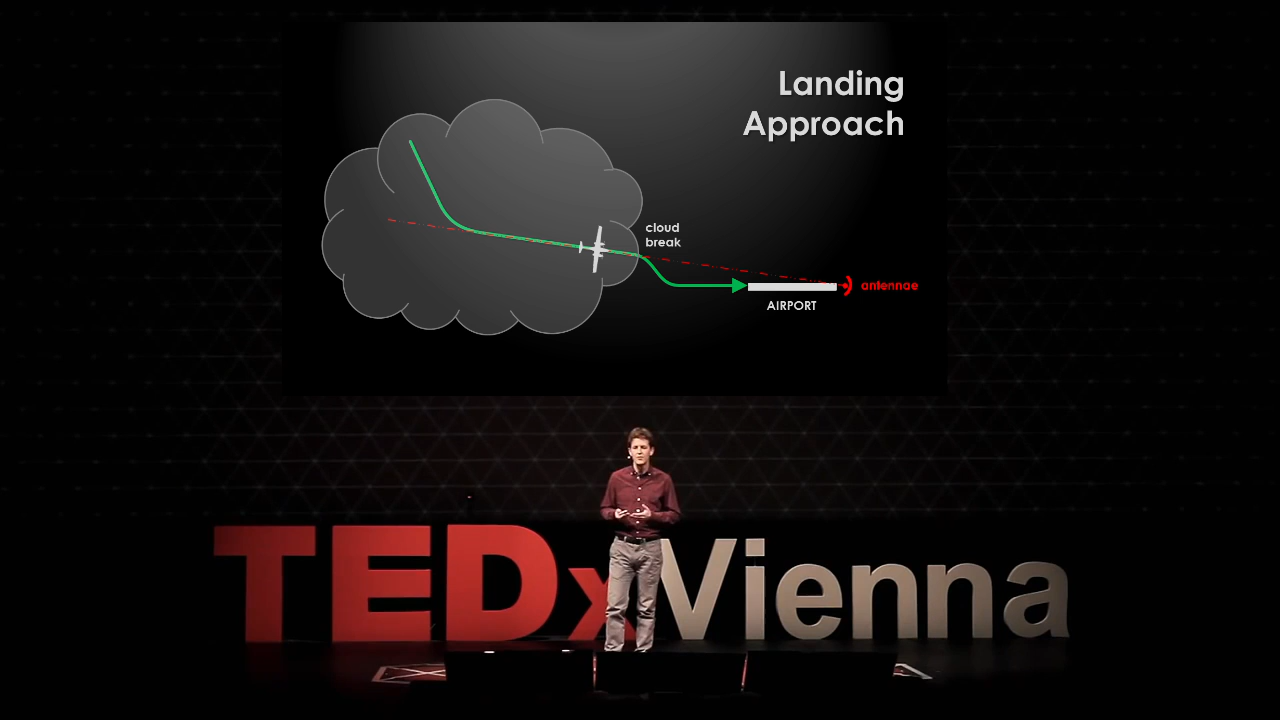 Landing
Approach
cloud
break
antennae
AIRPORT
TEDxVienna